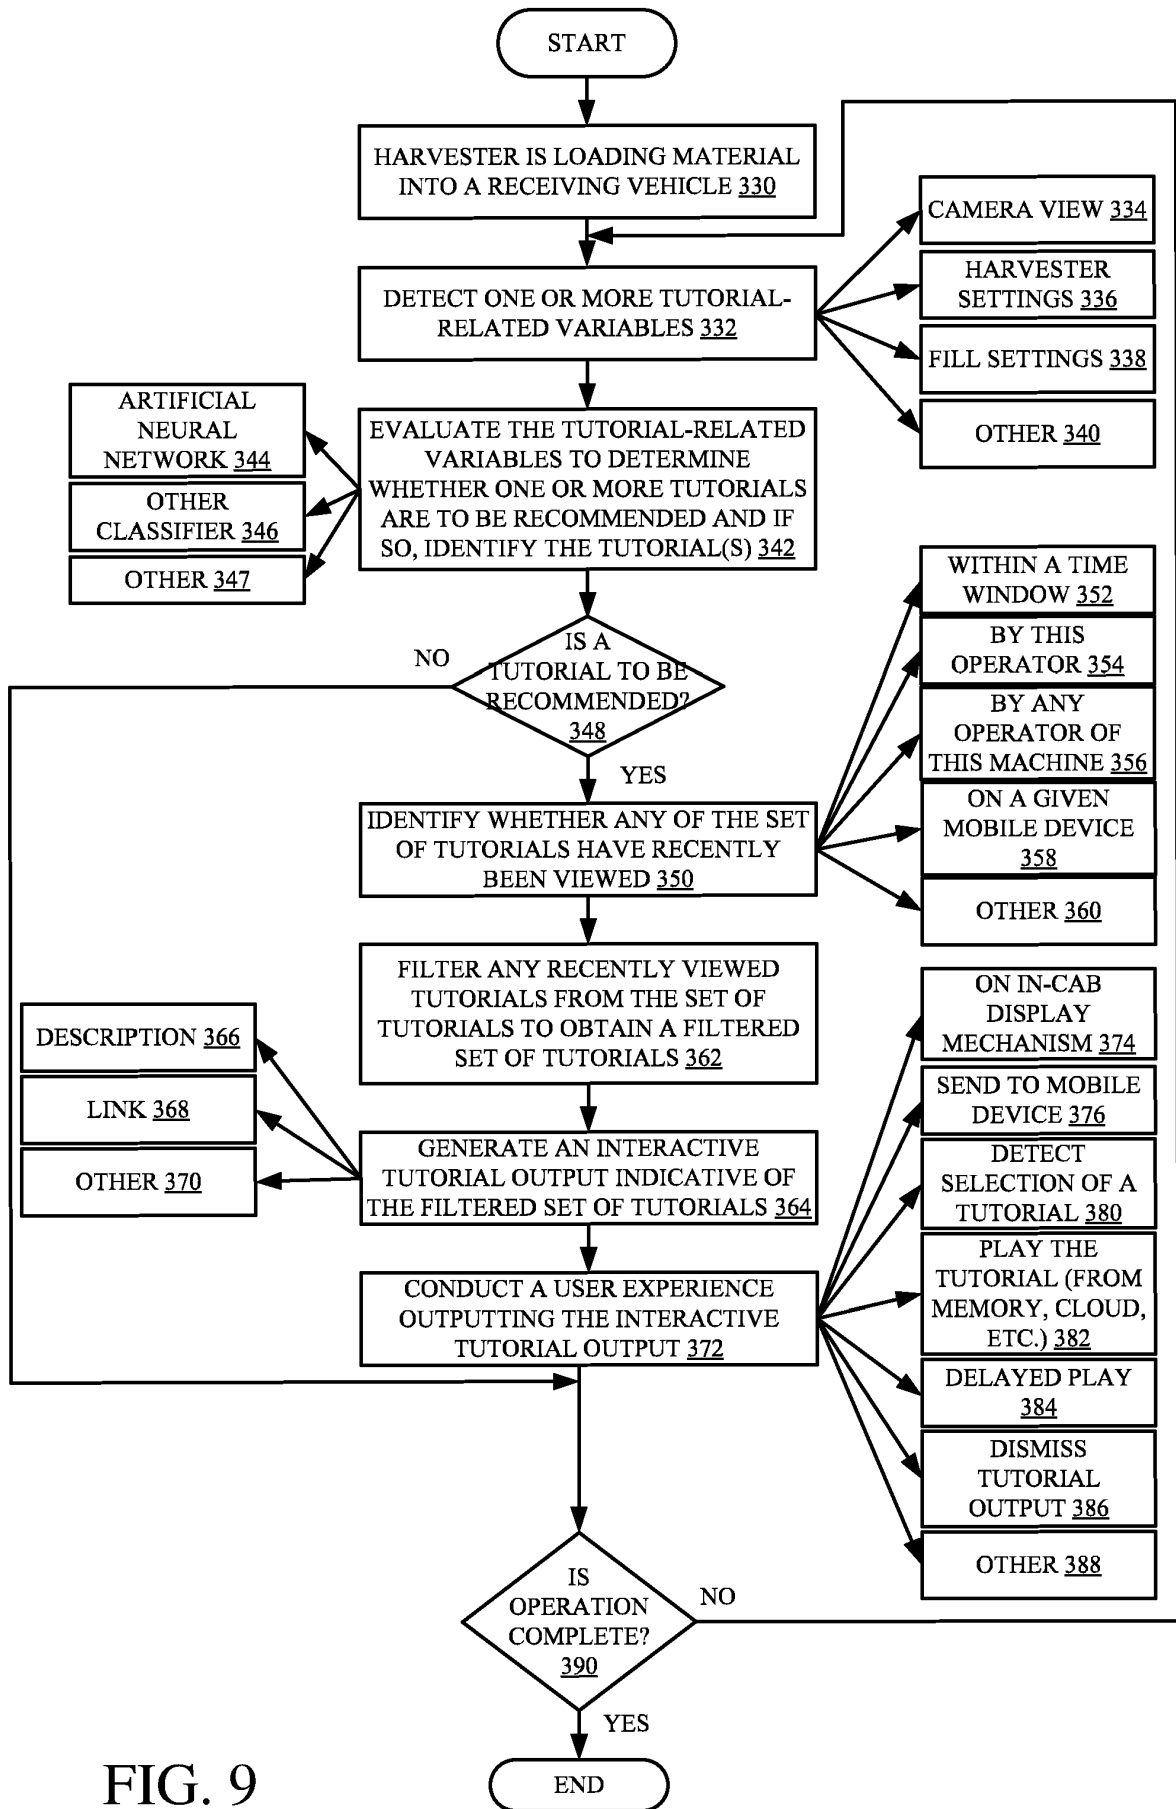 START
HARVESTER IS LOADING MATERIAL
INTO A RECEIVING VEHICLE 330
CAMERA VIEW 334
HARVESTER
SETTINGS 336
FILL SETTINGS 338
OTHER 340
DETECT ONE OR MORE TUTORIAL-
RELATED VARIABLES 332
ARTIFICIAL
NEURAL
NETWORK 344
OTHER
CLASSIFIER 346
OTHER 347
EVALUATE THE TUTORIAL-RELATED
VARIABLES TO DETERMINE
WHETHER ONE OR MORE TUTORIALS
ARE TO BE RECOMMENDED AND IF
SO, IDENTIFY THE TUTORIAL(S) 342
NO
IS A
TUTORIAL TO BE
RECOMMENDED?
348
YES
WITHIN A TIME
WINDOW 352
BY THIS
OPERATOR 354
BY ANY
OPERATOR OF
THIS MACHINE 356
ON A GIVEN
MOBILE DEVICE
358
OTHER 360
IDENTIFY WHETHER ANY OF THE SET
OF TUTORIALS HAVE RECENTLY
BEEN VIEWED 350
FILTER ANY RECENTLY VIEWED
TUTORIALS FROM THE SET OF
TUTORIALS TO OBTAIN A FILTERED
SET OF TUTORIALS 362
DESCRIPTION 366
LINK 368
OTHER 370
GENERATE AN INTERACTIVE
TUTORIAL OUTPUT INDICATIVE OF
THE FILTERED SET OF TUTORIALS 364
CONDUCT A USER EXPERIENCE
OUTPUTTING THE INTERACTIVE
TUTORIAL OUTPUT 372
ON IN-CAB
DISPLAY
MECHANISM 374
SEND TO MOBILE
DEVICE 376
DETECT
SELECTION OF A
TUTORIAL 380
PLAY THE
TUTORIAL (FROM
MEMORY, CLOUD,
ETC.) 382
DELAYED PLAY
384
DISMISS
TUTORIAL
OUTPUT 386
OTHER 388
IS
OPERATION
COMPLETE?
390
NO
YES
END
FIG. 9